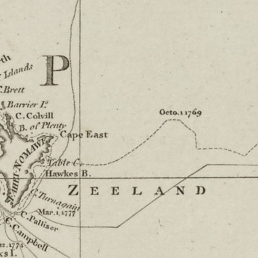 th
Islands
P
C. Brett
Barrier I.s
Octo. 1 1769
C. Colvill
B. of Plenty
Cape East
Table C.
Hawkes B.
ZEELAND
C. Turnagain
Mar. 1. 1777
C. Palliser
C. Campbell